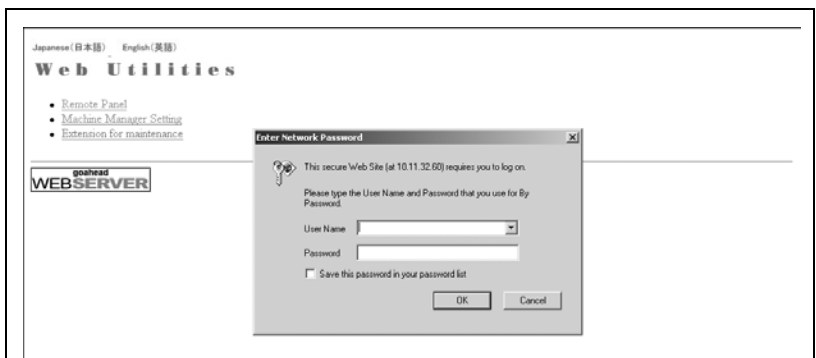 Japanese(日本語) English(英語)
Web Utilities
Remote Panel
Machine Manager Setting
Extension for maintenance
goahead
WEBSERVER
Enter Network Password
This secure Web Site (at 10.11.32.60) requires you to log on.
Please type the User Name and Password that you use for By
Password.
User Name
Password
Save this password in your password list
OK Cancel